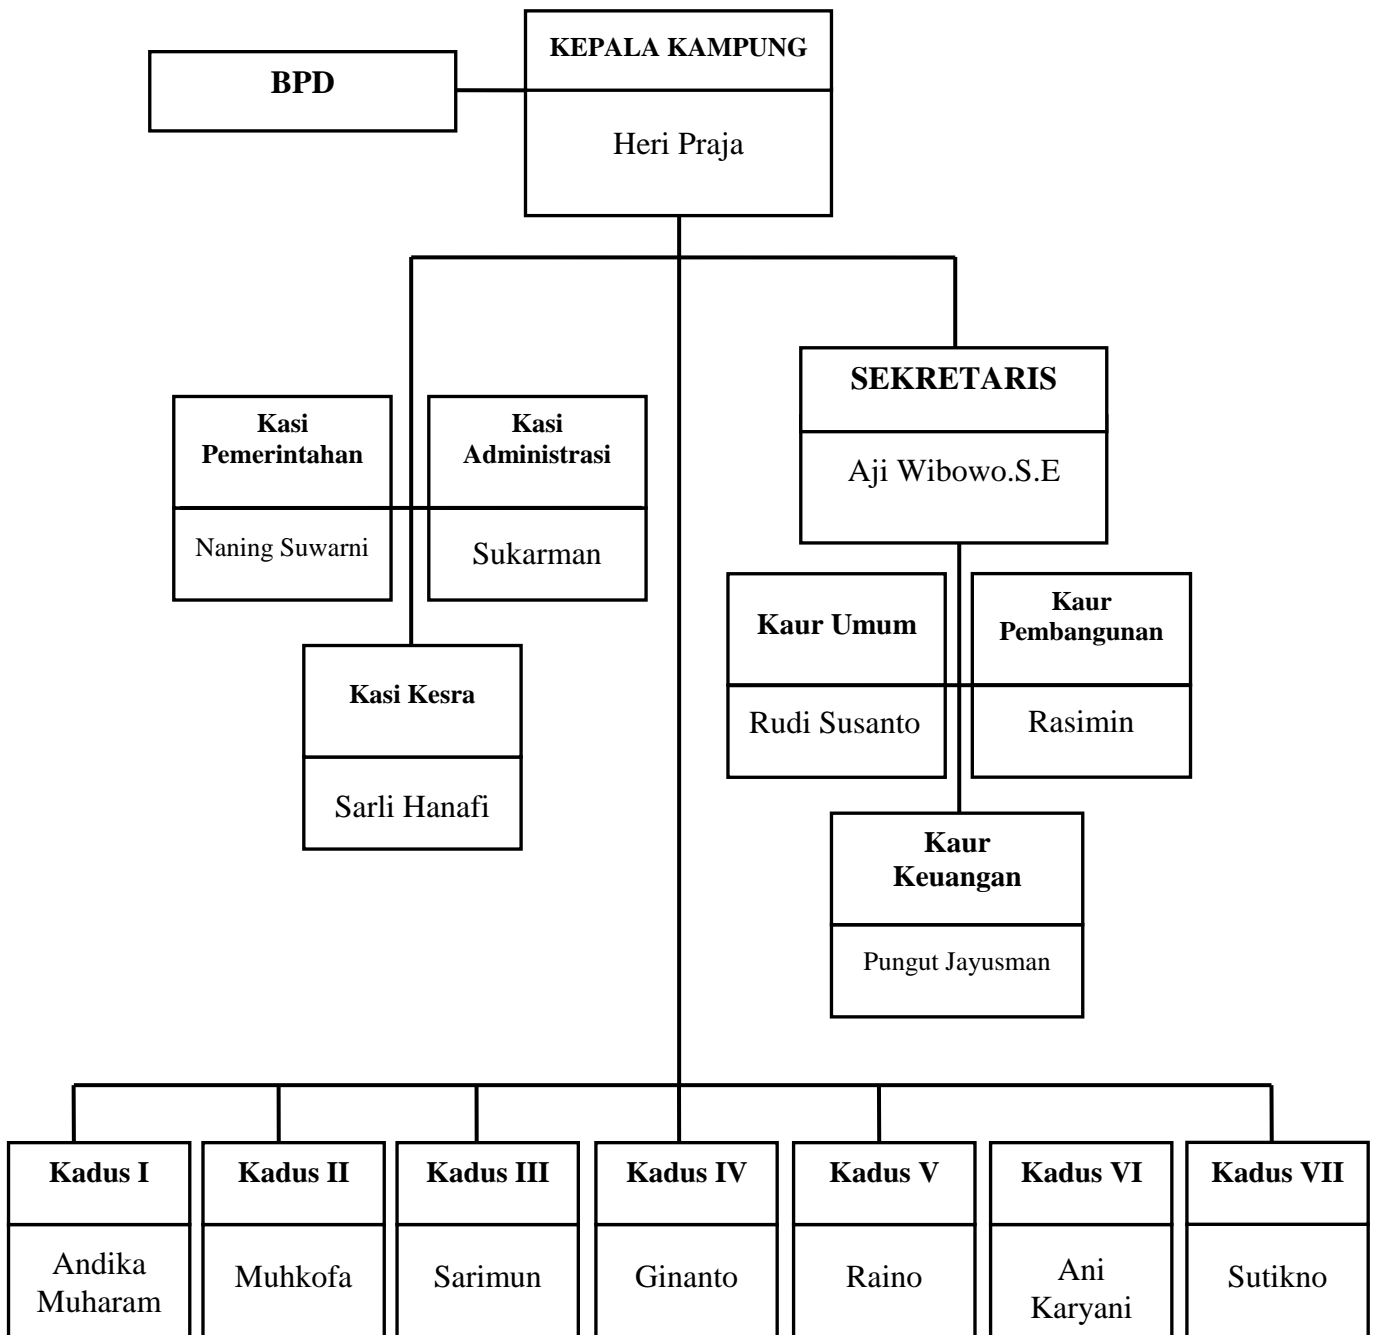 KEPALA KAMPUNG
BPD
Heri Praja
SEKRETARIS
Aji Wibowo.S.E
Kasi
Pemerintahan
Naning Suwarni
Kasi
Administrasi
Sukarman
Kasi Kesra
Sarli Hanafi
Kaur Umum
Rudi Susanto
Kaur
Pembangunan
Rasimin
Kaur
Keuangan
Pungut Jayusman
Kadus I
Andika
Muharam
Kadus II
Muhkofa
Kadus III
Sarimun
Kadus IV
Ginanto
Kadus V
Raino
Kadus VI
Ani
Karyani
Kadus VII
Sutikno